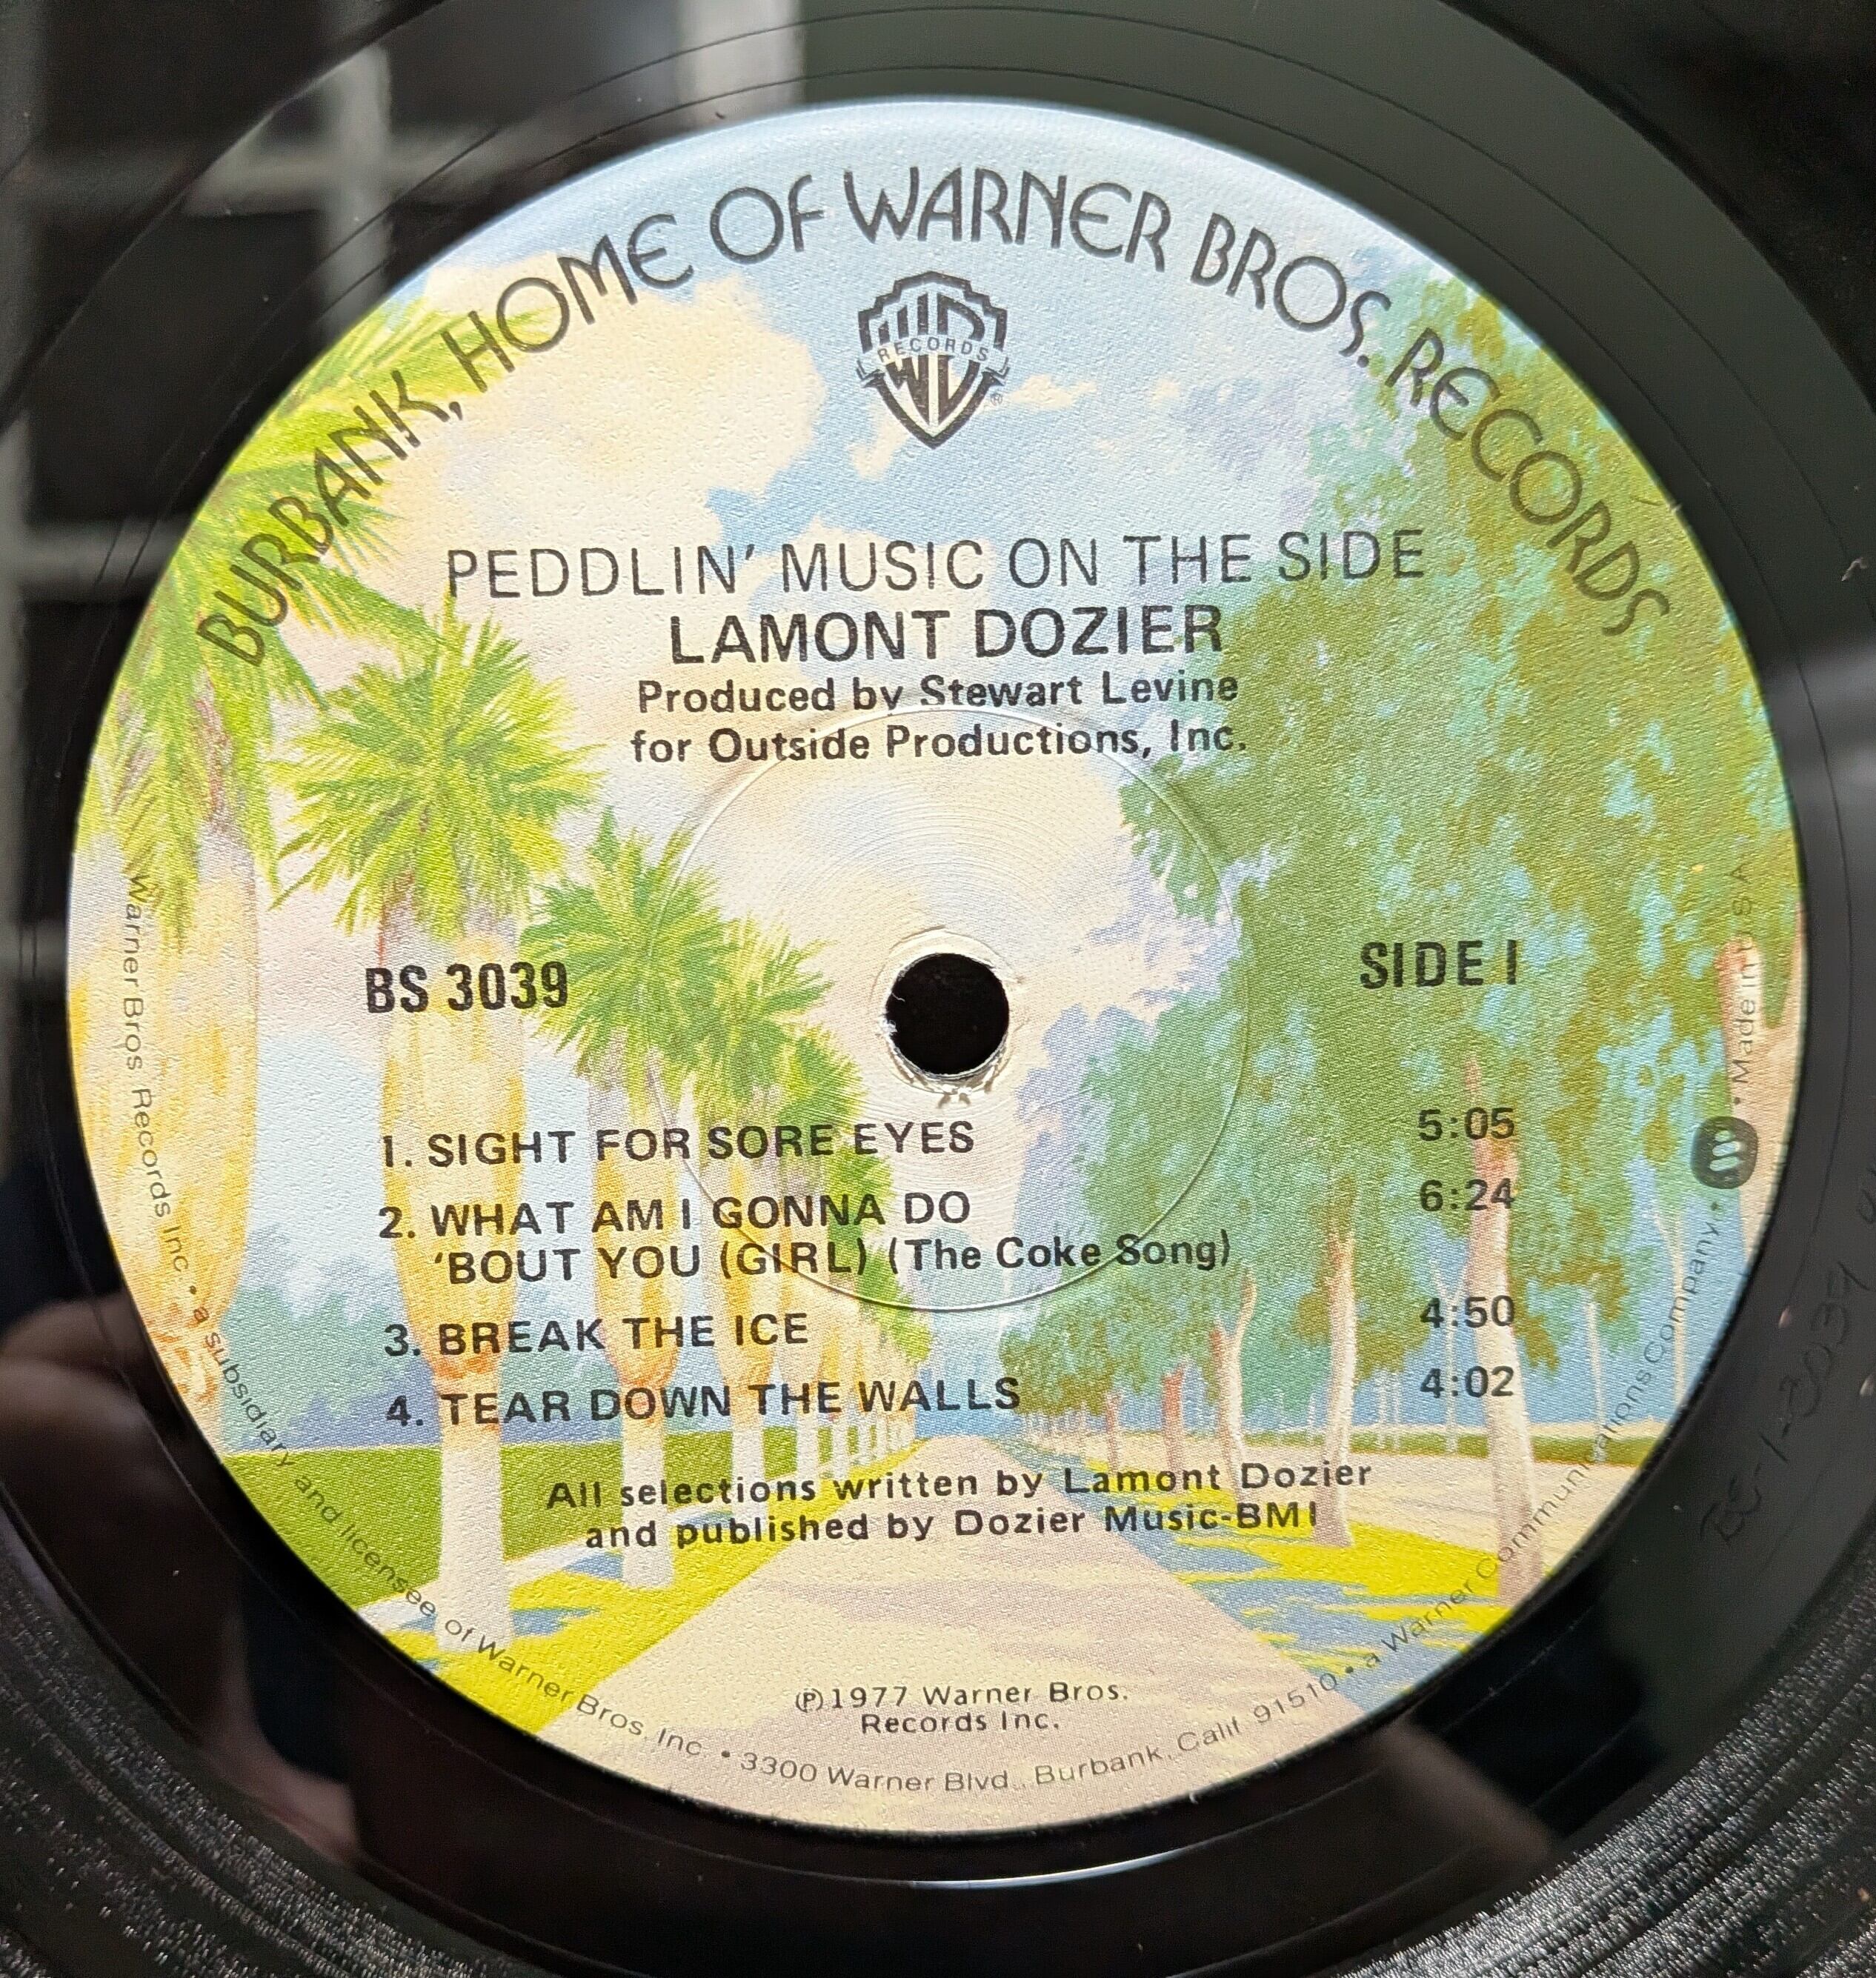 BURBANK, HOME OF WARNER BROS. RECORDS
WB
RECORDS
®
PEDDLIN' MUSIC ON THE SIDE
LAMONT DOZIER
Produced by Stewart Levine
for Outside Productions, Inc.
BS 3039
SIDE I
1. SIGHT FOR SORE EYES 5:05
2. WHAT AM I GONNA DO 6:24
'BOUT YOU (GIRL) (The Coke Song)
3. BREAK THE ICE 4:50
4. TEAR DOWN THE WALLS 4:02
All selections written by Lamont Dozier
and published by Dozier Music-BMI
℗1977 Warner Bros.
Records Inc.
Warner Bros. Records Inc. • a subsidiary and licensee of Warner Bros. Inc. • 3300 Warner Blvd., Burbank, Calif. 91510 • a Warner Communications Company • Made in U.S.A.